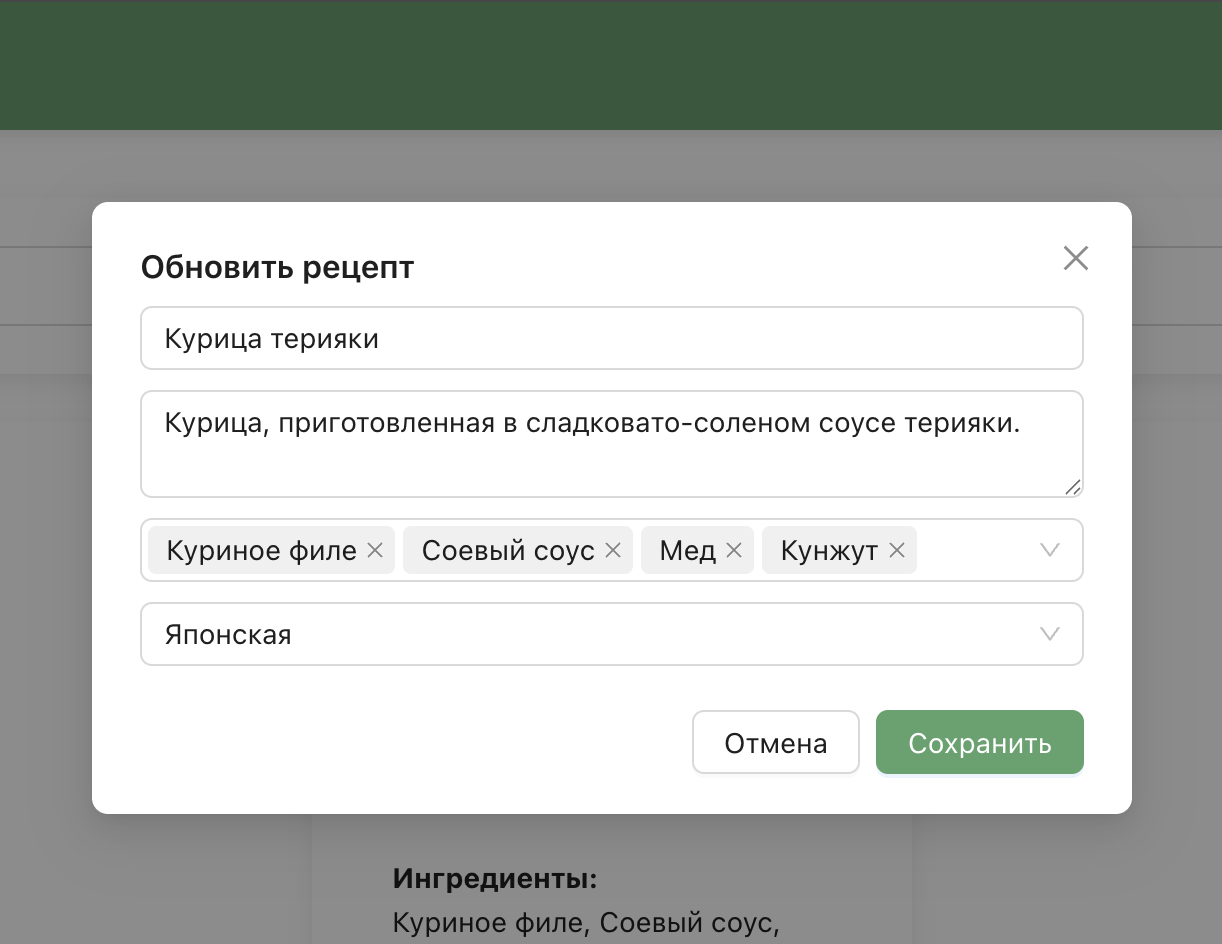 Обновить рецепт
Курица терияки
Курица, приготовленная в сладковато-соленом соусе терияки.
Куриное филе Соевый соус Мед Кунжут
Японская
Отмена Сохранить
Ингредиенты:
Куриное филе, Соевый соус,